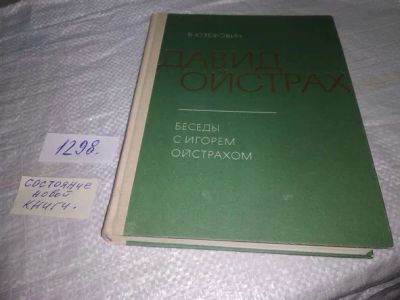 В. ЮЗЕФОВИЧ
ДАВИД
ОЙСТРАХ
БЕСЕДЫ
С ИГОРЕМ
ОЙСТРАХОМ
1298.
СОСТОЯНИЕ
НОВОЙ
КНИГИ.